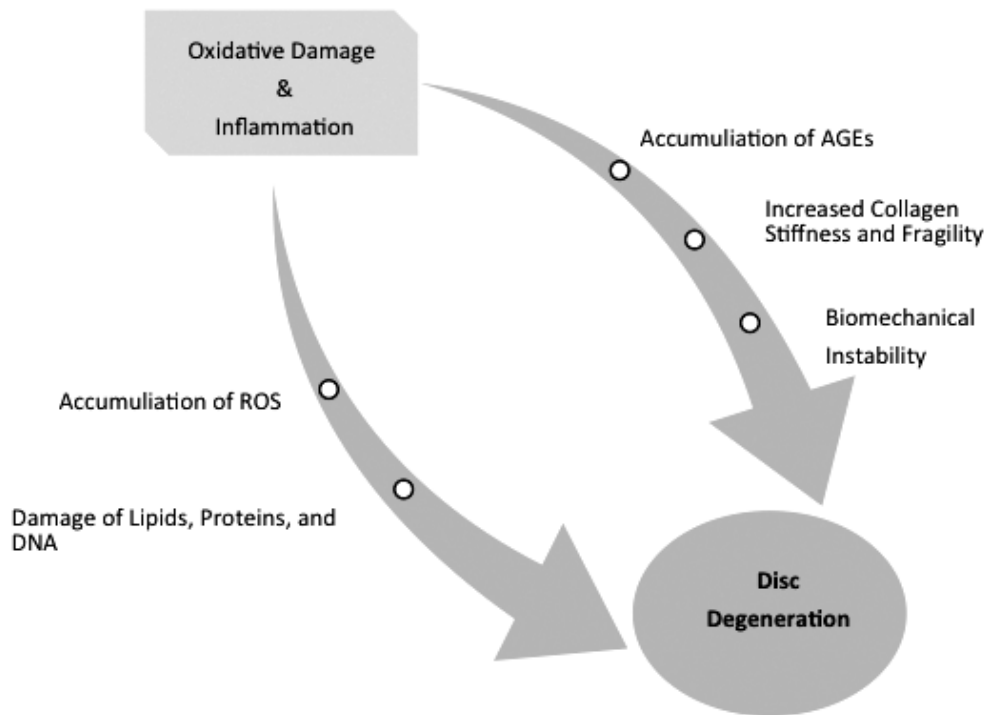 Oxidative Damage
&
Inflammation
Accumuliation of AGEs
Increased Collagen
Stiffness and Fragility
Biomechanical
Instability
Accumuliation of ROS
Damage of Lipids, Proteins, and
DNA
Disc
Degeneration